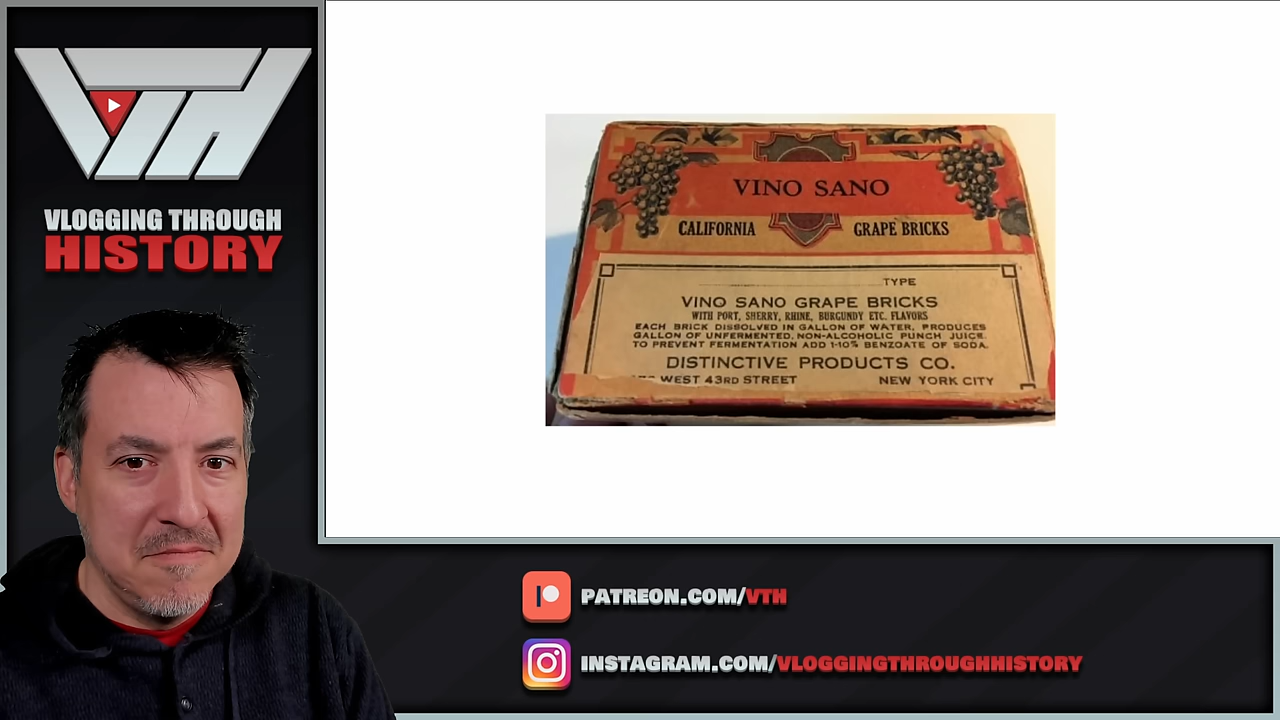 VTH
VLOGGING THROUGH
HISTORY
VINO SANO
CALIFORNIA GRAPE BRICKS
TYPE
VINO SANO GRAPE BRICKS
WITH PORT, SHERRY, RHINE, BURGUNDY ETC. FLAVORS
EACH BRICK DISSOLVED IN GALLON OF WATER, PRODUCES
GALLON OF UNFERMENTED, NON-ALCOHOLIC PUNCH JUICE.
TO PREVENT FERMENTATION ADD 1-10% BENZOATE OF SODA.
DISTINCTIVE PRODUCTS CO.
WEST 43RD STREET NEW YORK CITY
PATREON.COM/VTH
INSTAGRAM.COM/VLOGGINGTHROUGHHISTORY